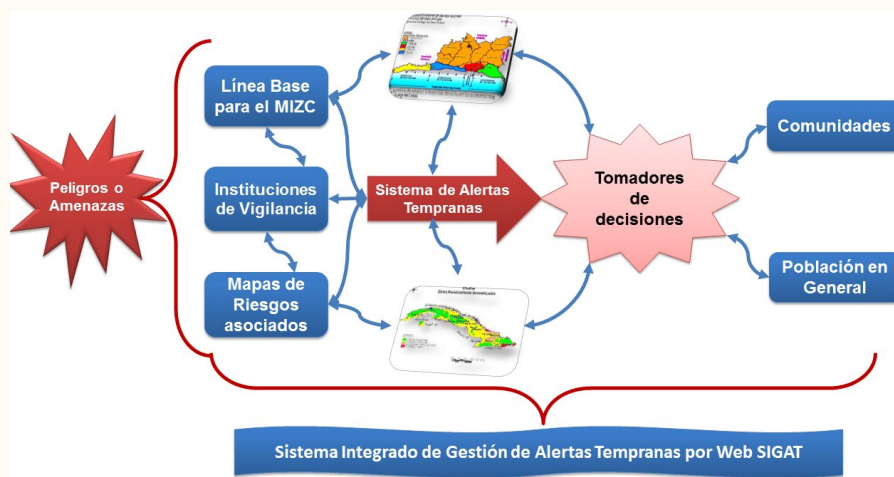 Peligros o
Amenazas
Línea Base
para el MIZC
Instituciones
de Vigilancia
Mapas de
Riesgos
asociados
Sistema de Alertas
Tempranas
Tomadores
de
decisiones
Comunidades
Población en
General
Sistema Integrado de Gestión de Alertas Tempranas por Web SIGAT